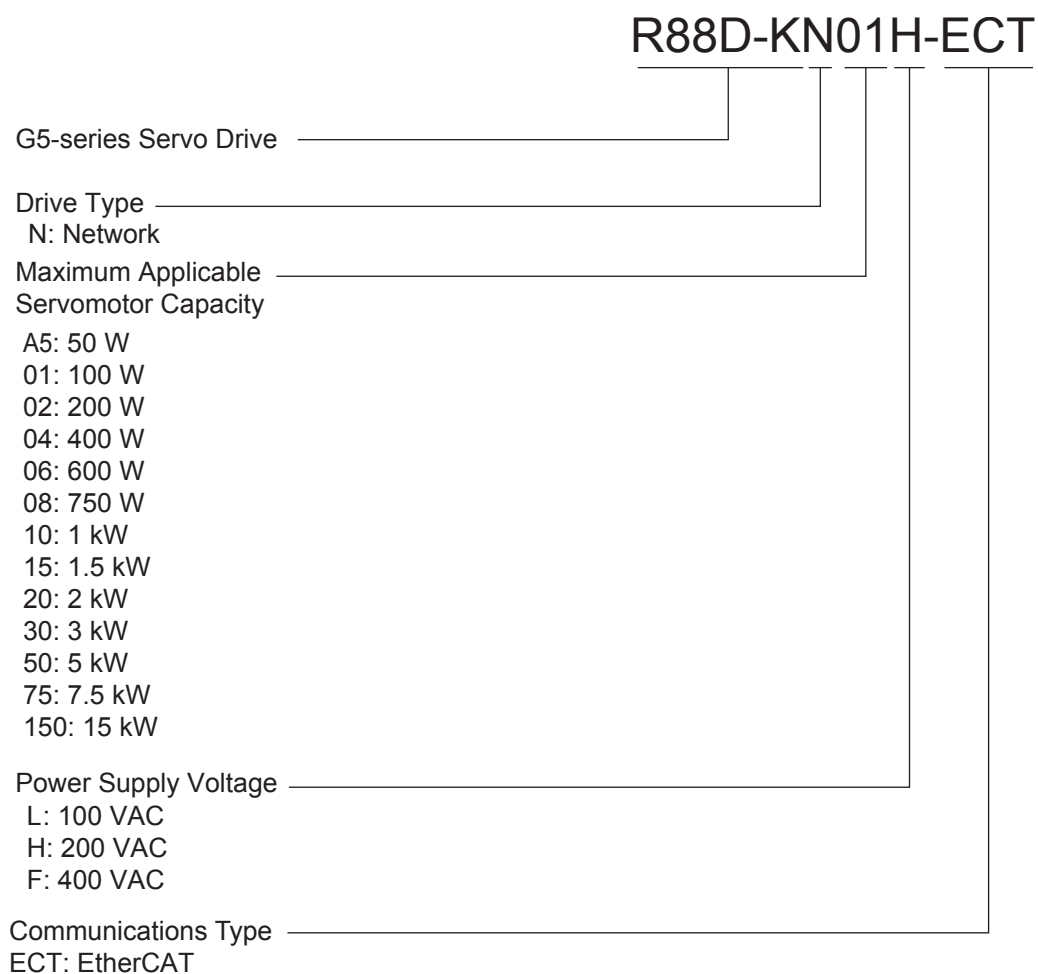 R88D-KN01H-ECT
G5-series Servo Drive
Drive Type
N: Network
Maximum Applicable
Servomotor Capacity
A5: 50 W
01: 100 W
02: 200 W
04: 400 W
06: 600 W
08: 750 W
10: 1 kW
15: 1.5 kW
20: 2 kW
30: 3 kW
50: 5 kW
75: 7.5 kW
150: 15 kW
Power Supply Voltage
L: 100 VAC
H: 200 VAC
F: 400 VAC
Communications Type
ECT: EtherCAT